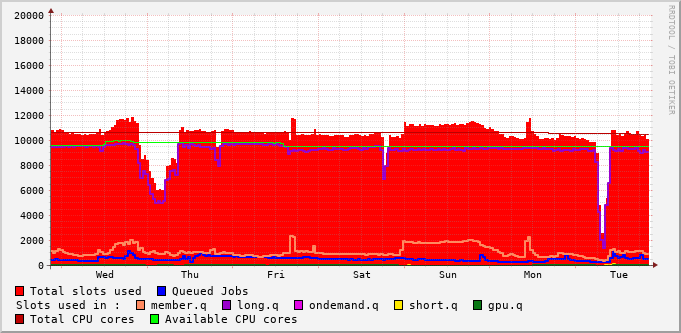 20000
18000
16000
14000
12000
10000
8000
6000
4000
2000
0
Wed Thu Fri Sat Sun Mon Tue
RRDTOOL / TOBI OETIKER
Total slots used Queued Jobs
Slots used in : member.q long.q ondemand.q short.q gpu.q
Total CPU cores Available CPU cores